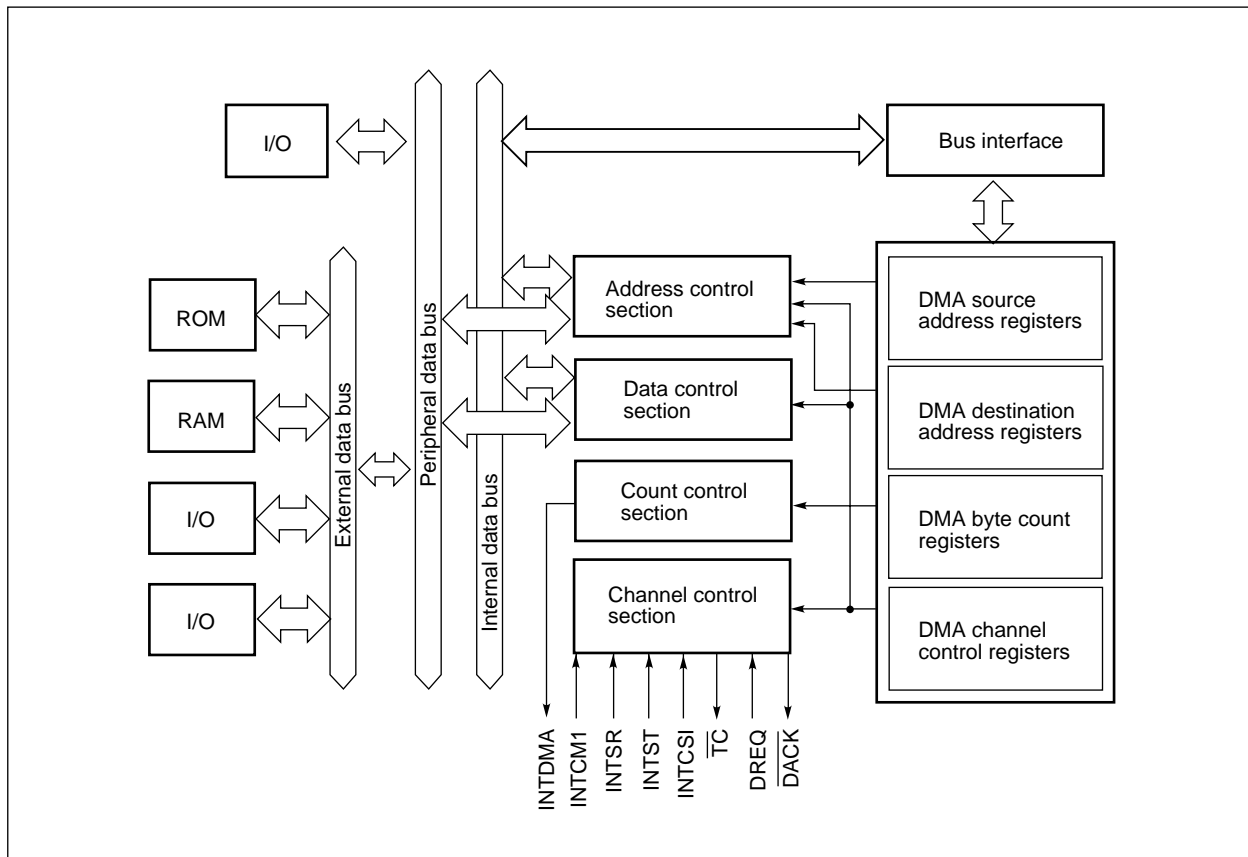 I/O
Bus interface
ROM
RAM
I/O
I/O
External data bus
Peripheral data bus
Internal data bus
Address control
section
Data control
section
Count control
section
Channel control
section
DMA source
address registers
DMA destination
address registers
DMA byte count
registers
DMA channel
control registers
INTDMA
INTCM1
INTSR
INTST
INTCSI
T̅C̅
DREQ
D̅A̅C̅K̅